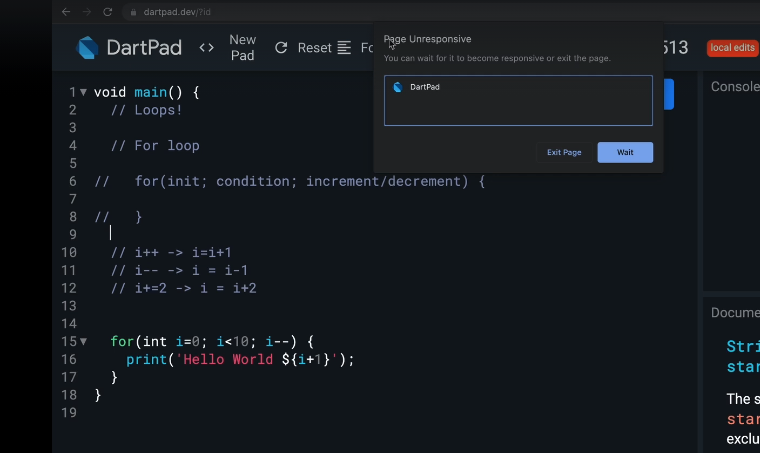 dartpad.dev/?id
DartPad <> New Pad Reset Fo 513 local edits
Page Unresponsive
You can wait for it to become responsive or exit the page.
DartPad
Exit Page Wait
1 void main() {
2 // Loops!
3
4 // For loop
5
6 // for(init; condition; increment/decrement) {
7
8 // }
9
10 // i++ -> i=i+1
11 // i-- -> i = i-1
12 // i+=2 -> i = i+2
13
14
15 for(int i=0; i<10; i--) {
16 print('Hello World ${i+1}');
17 }
18 }
19
Console
Docume
Stri
star
The s
star
exclu